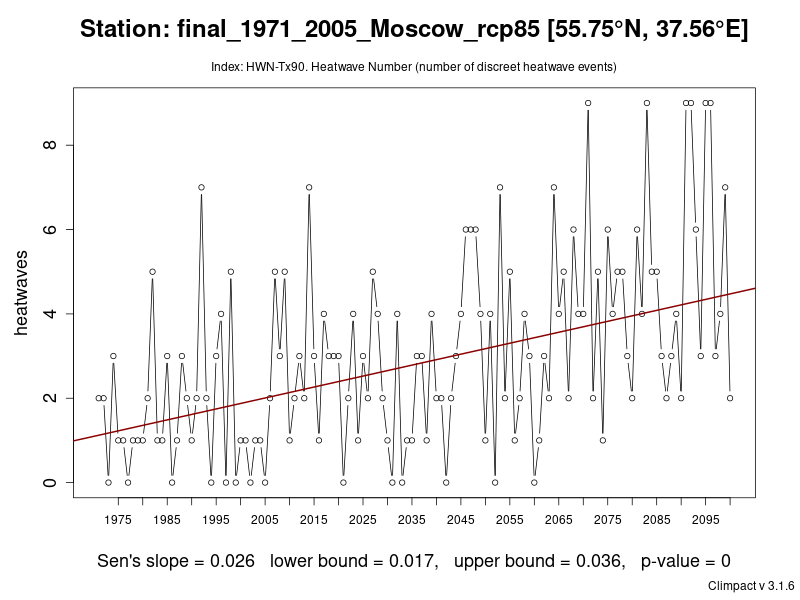 Station: final_1971_2005_Moscow_rcp85 [55.75°N, 37.56°E]
Index: HWN-Tx90. Heatwave Number (number of discreet heatwave events)
heatwaves
8
6
4
2
0
1975 1985 1995 2005 2015 2025 2035 2045 2055 2065 2075 2085 2095
Sen's slope = 0.026 lower bound = 0.017, upper bound = 0.036, p-value = 0
Climpact v 3.1.6